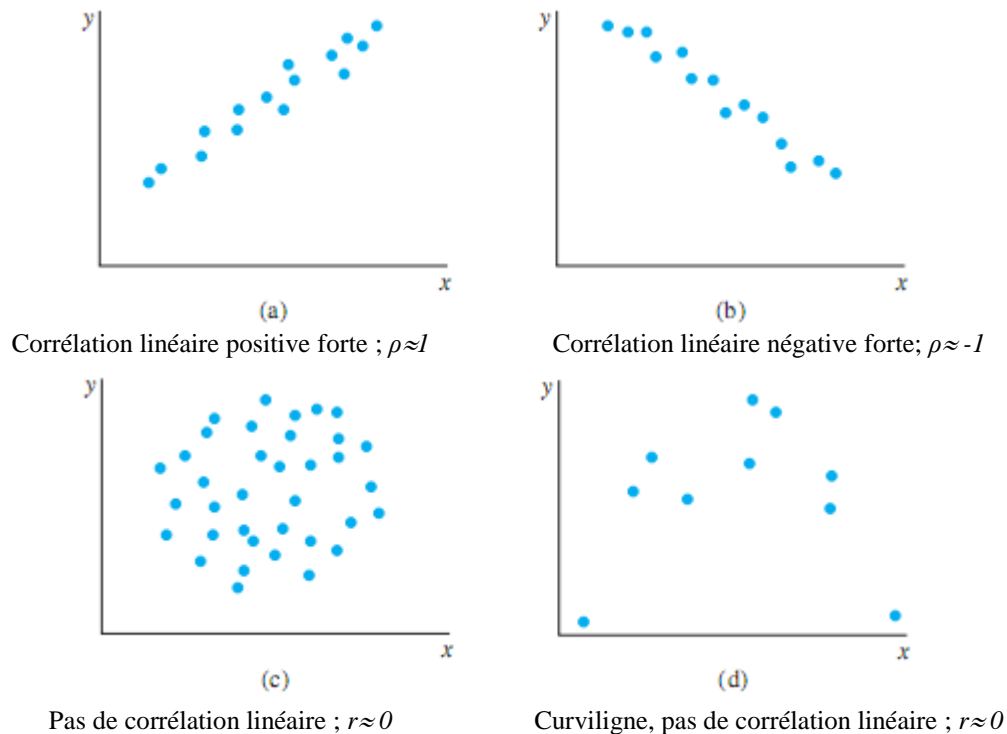 y
x
(a)
Corrélation linéaire positive forte ; ρ≈1
y
x
(b)
Corrélation linéaire négative forte; ρ≈ -1
y
x
(c)
Pas de corrélation linéaire ; r≈0
y
x
(d)
Curviligne, pas de corrélation linéaire ; r≈0